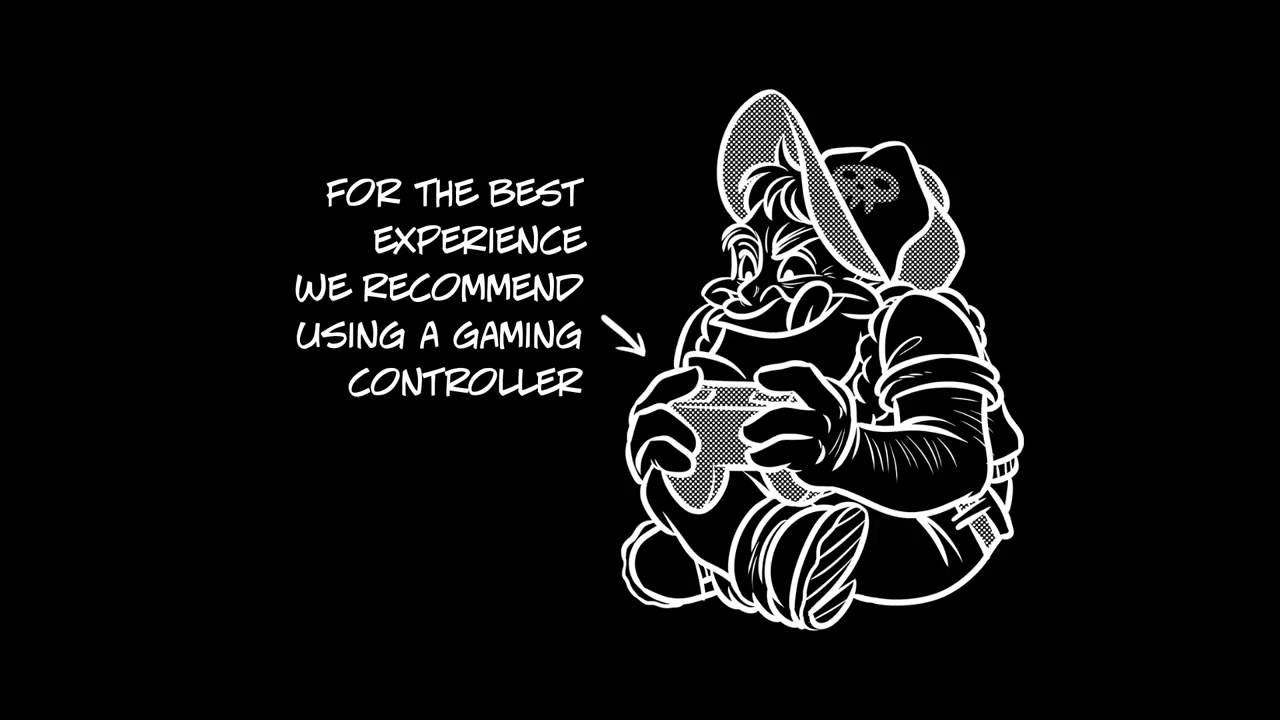 FOR THE BEST
EXPERIENCE
WE RECOMMEND
USING A GAMING
CONTROLLER